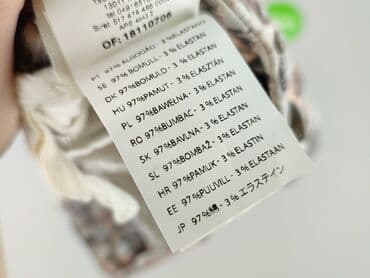 OF: 18110706
PT 97%ALGODÃO - 3%ELASTANO
SE 97%BOMULL - 3%ELASTAN
DK 97%BOMULD - 3%ELASTAN
HU 97%PAMUT - 3%ELASZTÁN
PL 97%BAWEŁNA - 3%ELASTAN
RO 97%BUMBAC - 3%ELASTAN
SK 97%BAVLNA - 3%ELASTAN
SL 97%BOMBAŽ - 3%ELASTAN
HR 97%PAMUK - 3%ELASTIN
EE 97%PUUVILL - 3%ELASTAAN
JP 97%綿 - 3%エラステイン